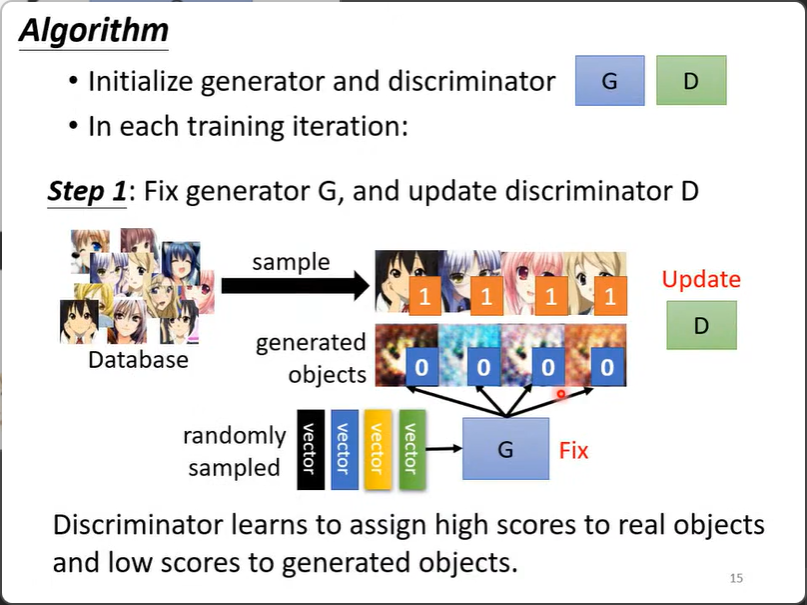 Algorithm
• Initialize generator and discriminator G D
• In each training iteration:
Step 1: Fix generator G, and update discriminator D
sample
1 1 1 1
Update
D
Database
generated
objects
0 0 0 0
randomly
sampled
vector vector vector vector
G
Fix
Discriminator learns to assign high scores to real objects
and low scores to generated objects.
15